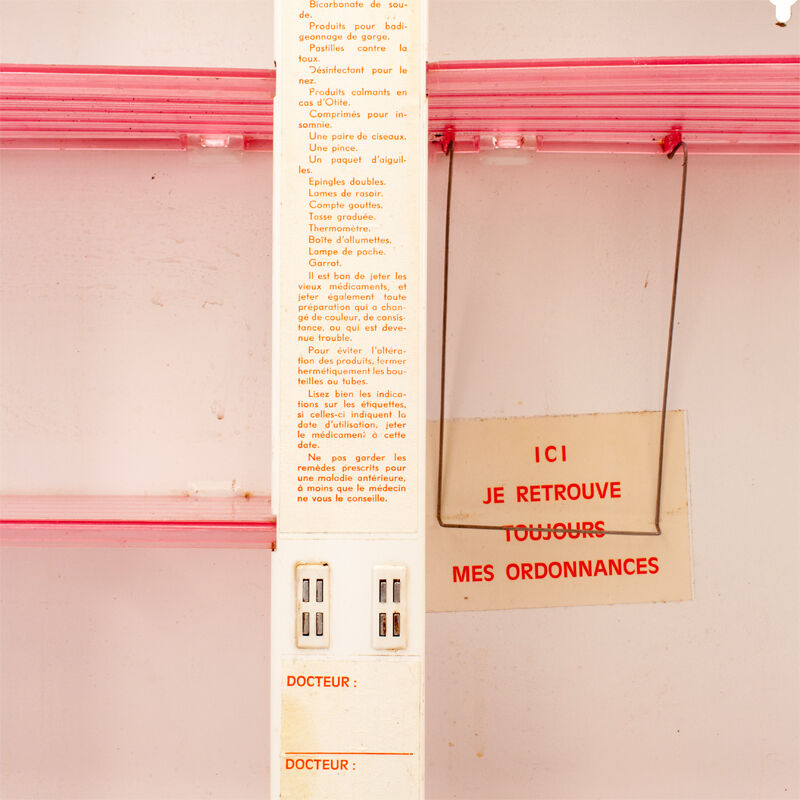 Bicarbonate de sou-
de.
Produits pour badi-
geonnage de gorge.
Pastilles contre la
toux.
Désinfectant pour le
nez.
Produits calmants en
cas d'Otite.
Comprimés pour in-
somnie.
Une paire de ciseaux.
Une pince.
Un paquet d'aiguil-
les.
Epingles doubles.
Lames de rasoir.
Compte gouttes.
Tasse graduée.
Thermomètre.
Boîte d'allumettes.
Lampe de poche.
Garrot.
Il est bon de jeter les
vieux médicaments, et
jeter également toute
préparation qui a chan-
gé de couleur, de consis-
tance, ou qui est deve-
nue trouble.
Pour éviter l'altéra-
tion des produits, fermer
hermétiquement les bou-
teilles ou tubes.
Lisez bien les indica-
tions sur les étiquettes,
si celles-ci indiquent la
date d'utilisation, jeter
le médicament à cette
date.
Ne pas garder les
remèdes prescrits pour
une maladie antérieure,
à moins que le médecin
ne vous le conseille.
ICI
JE RETROUVE
TOUJOURS
MES ORDONNANCES
DOCTEUR :
DOCTEUR :